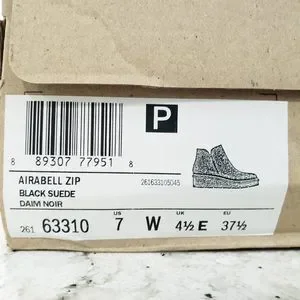 P
8 89307 77951 8
261633105045
AIRABELL ZIP
BLACK SUEDE
DAIM NOIR
US UK EU
261 63310 7 W 4½ E 37½